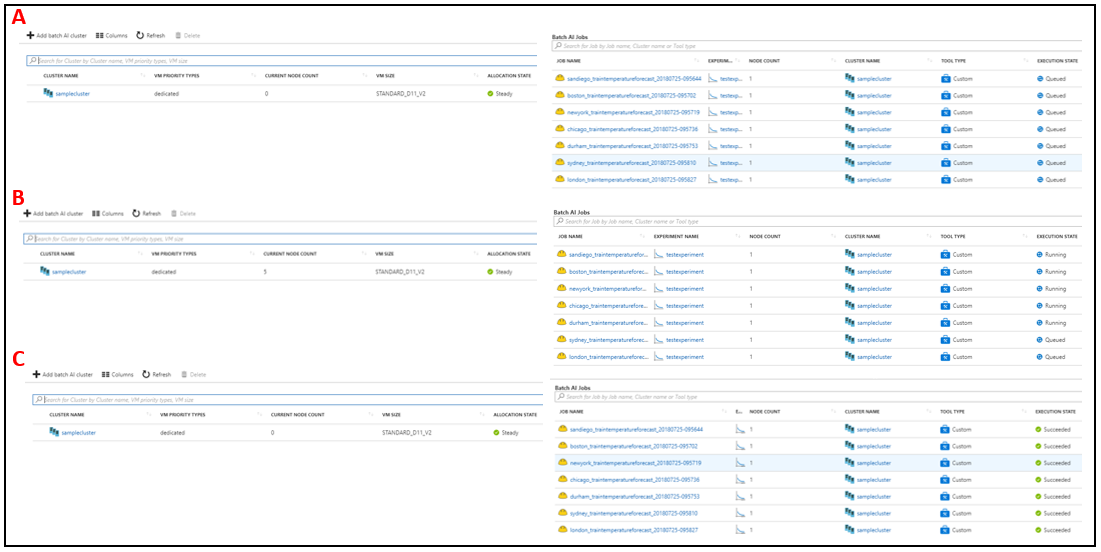 A
Add batch AI cluster Columns Refresh Delete
Search for Cluster by Cluster name, VM priority types, VM size
CLUSTER NAME VM PRIORITY TYPES CURRENT NODE COUNT VM SIZE ALLOCATION STATE
samplecluster dedicated 0 STANDARD_D11_V2 Steady
Batch AI Jobs
Search for Job by Job name, Cluster name or Tool type
JOB NAME EXPERIM... NODE COUNT CLUSTER NAME TOOL TYPE EXECUTION STATE
sandiego_traintemperatureforecast_20180725-095644 testexp... 1 samplecluster Custom Queued
boston_traintemperatureforecast_20180725-095702 testexp... 1 samplecluster Custom Queued
newyork_traintemperatureforecast_20180725-095719 testexp... 1 samplecluster Custom Queued
chicago_traintemperatureforecast_20180725-095736 testexp... 1 samplecluster Custom Queued
durham_traintemperatureforecast_20180725-095753 testexp... 1 samplecluster Custom Queued
sydney_traintemperatureforecast_20180725-095810 testexp... 1 samplecluster Custom Queued
london_traintemperatureforecast_20180725-095827 testexp... 1 samplecluster Custom Queued
B
Add batch AI cluster Columns Refresh Delete
Search for Cluster by Cluster name, VM priority types, VM size
CLUSTER NAME VM PRIORITY TYPES CURRENT NODE COUNT VM SIZE ALLOCATION STATE
samplecluster dedicated 5 STANDARD_D11_V2 Steady
Batch AI Jobs
Search for Job by Job name, Cluster name or Tool type
JOB NAME EXPERIMENT NAME NODE COUNT CLUSTER NAME TOOL TYPE EXECUTION STATE
sandiego_traintemperaturefor... testexperiment 1 samplecluster Custom Running
boston_traintemperatureforec... testexperiment 1 samplecluster Custom Running
newyork_traintemperaturefor... testexperiment 1 samplecluster Custom Running
chicago_traintemperaturefore... testexperiment 1 samplecluster Custom Running
durham_traintemperaturefore... testexperiment 1 samplecluster Custom Running
sydney_traintemperatureforec... testexperiment 1 samplecluster Custom Queued
london_traintemperatureforec... testexperiment 1 samplecluster Custom Queued
C
Add batch AI cluster Columns Refresh Delete
Search for Cluster by Cluster name, VM priority types, VM size
CLUSTER NAME VM PRIORITY TYPES CURRENT NODE COUNT VM SIZE ALLOCATION STATE
samplecluster dedicated 0 STANDARD_D11_V2 Steady
Batch AI Jobs
Search for Job by Job name, Cluster name or Tool type
JOB NAME E... NODE COUNT CLUSTER NAME TOOL TYPE EXECUTION STATE
sandiego_traintemperatureforecast_20180725-095644 1 samplecluster Custom Succeeded
boston_traintemperatureforecast_20180725-095702 1 samplecluster Custom Succeeded
newyork_traintemperatureforecast_20180725-095719 1 samplecluster Custom Succeeded
chicago_traintemperatureforecast_20180725-095736 1 samplecluster Custom Succeeded
durham_traintemperatureforecast_20180725-095753 1 samplecluster Custom Succeeded
sydney_traintemperatureforecast_20180725-095810 1 samplecluster Custom Succeeded
london_traintemperatureforecast_20180725-095827 1 samplecluster Custom Succeeded